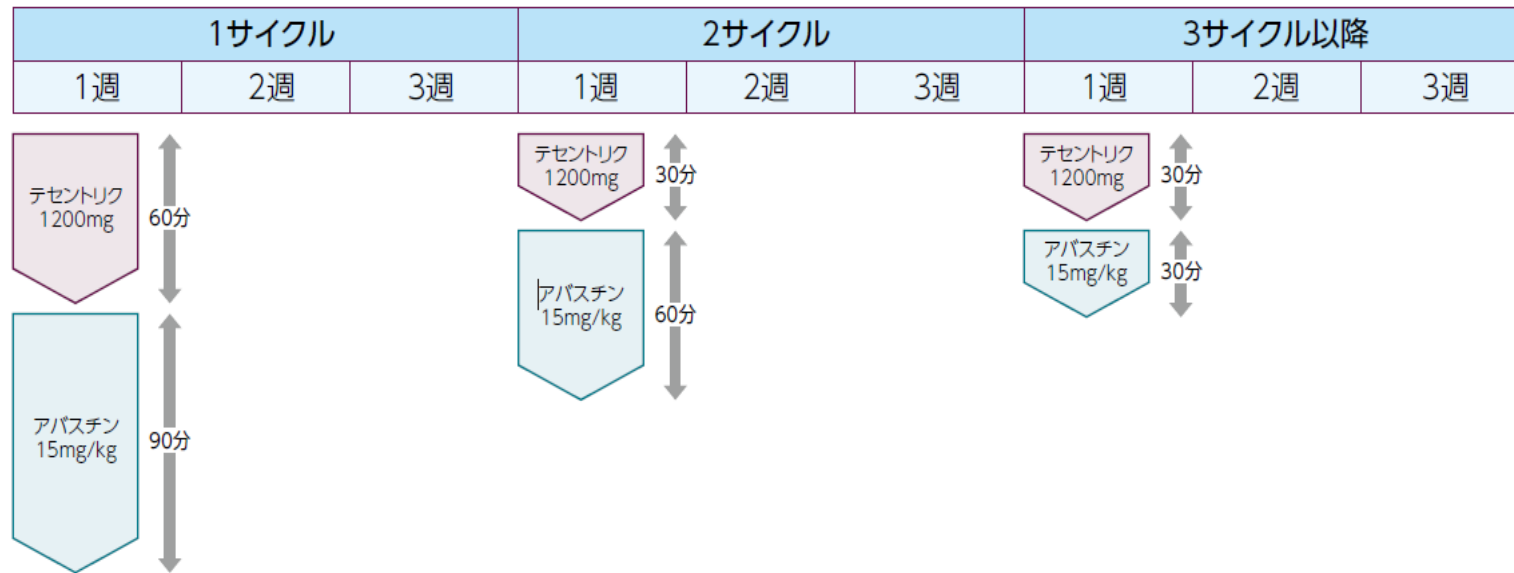 1サイクル
2サイクル
3サイクル以降
1週
2週
3週
1週
2週
3週
1週
2週
3週
テセントリク
1200mg
60分
テセントリク
1200mg
30分
テセントリク
1200mg
30分
アバスチン
15mg/kg
90分
アバスチン
15mg/kg
60分
アバスチン
15mg/kg
30分